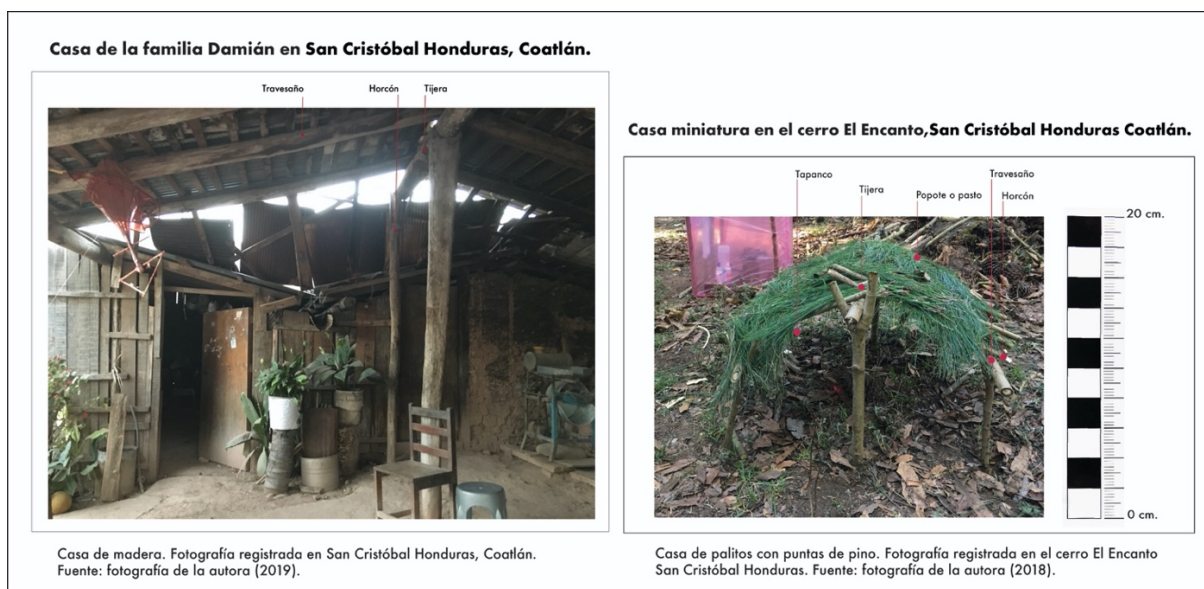 Casa de la familia Damián en San Cristóbal Honduras, Coatlán.
Travesaño
Horcón
Tijera
Casa de madera. Fotografía registrada en San Cristóbal Honduras, Coatlán.
Fuente: fotografía de la autora (2019).
Casa miniatura en el cerro El Encanto,San Cristóbal Honduras Coatlán.
Tapanco
Tijera
Popote o pasto
Travesaño
Horcón
20 cm.
0 cm.
Casa de palitos con puntas de pino. Fotografía registrada en el cerro El Encanto
San Cristóbal Honduras. Fuente: fotografía de la autora (2018).